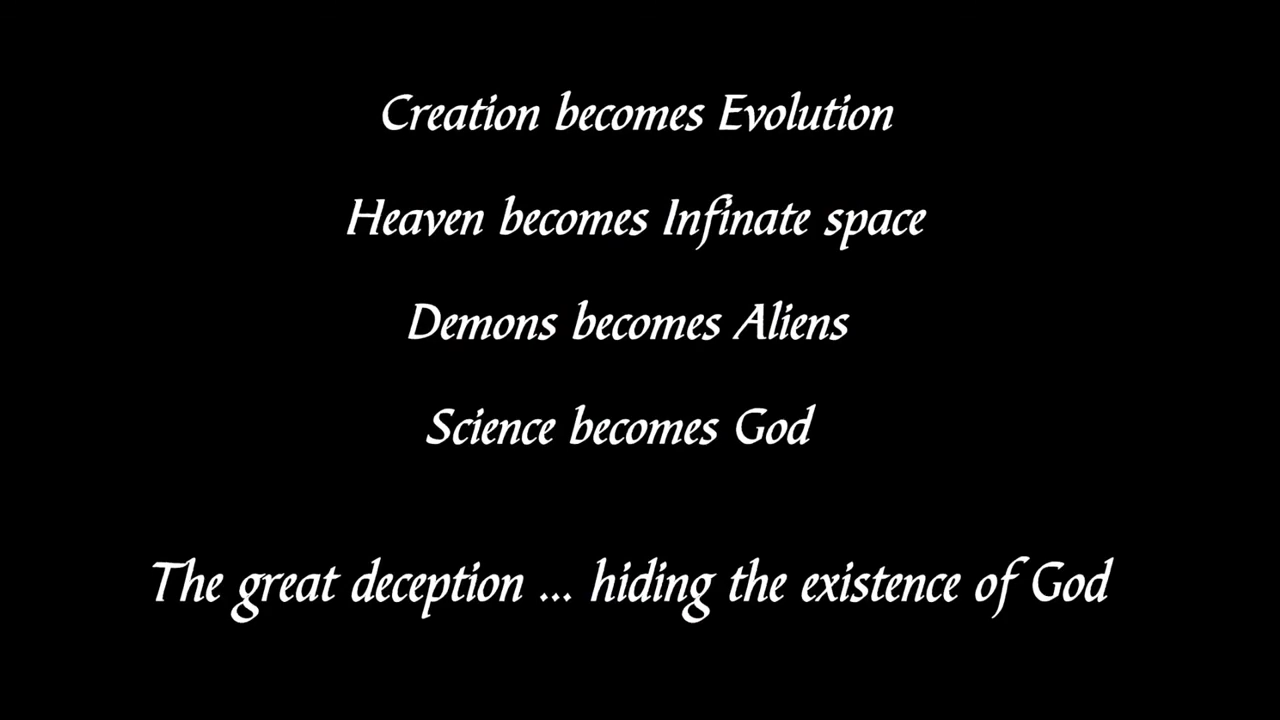 Creation becomes Evolution
Heaven becomes Infinate space
Demons becomes Aliens
Science becomes God
The great deception ... hiding the existence of God